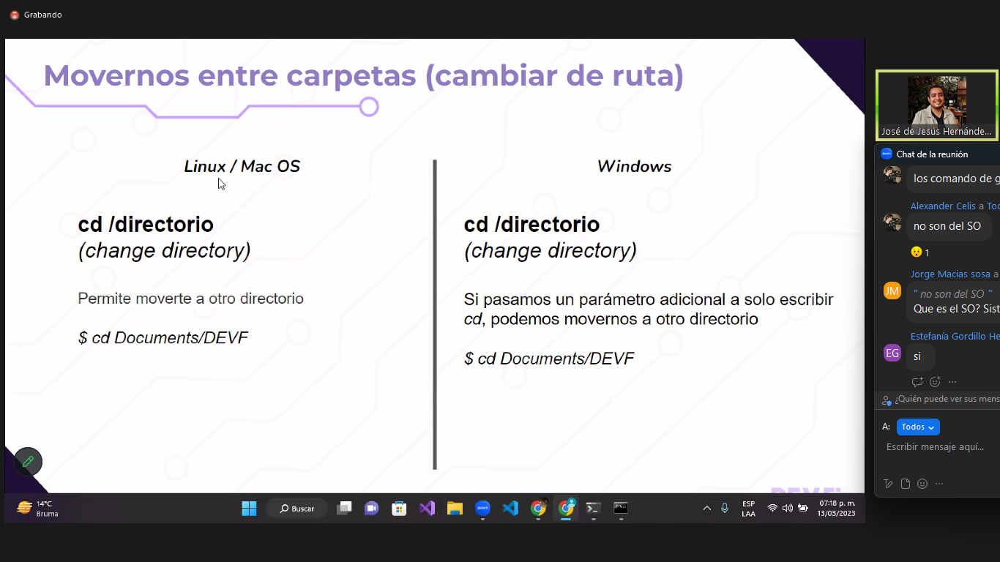 Grabando
Movernos entre carpetas (cambiar de ruta)
Linux / Mac OS
cd /directorio
(change directory)
Permite moverte a otro directorio
$ cd Documents/DEVF
Windows
cd /directorio
(change directory)
Si pasamos un parámetro adicional a solo escribir
cd, podemos movernos a otro directorio
$ cd Documents/DEVF
José de Jesús Hernánde...
zoom
Chat de la reunión
los comando de g
Alexander Celis a Too
no son del SO
1
Jorge Macias sosa a
JM
" no son del SO "
Que es el SO? Sist
Estefanía Gordillo He
EG
si
¿Quién puede ver sus mens
A:
Todos
Escribir mensaje aquí...
14°C
Bruma
Buscar
zoom
ESP
LAA
07:18 p. m.
13/03/2023